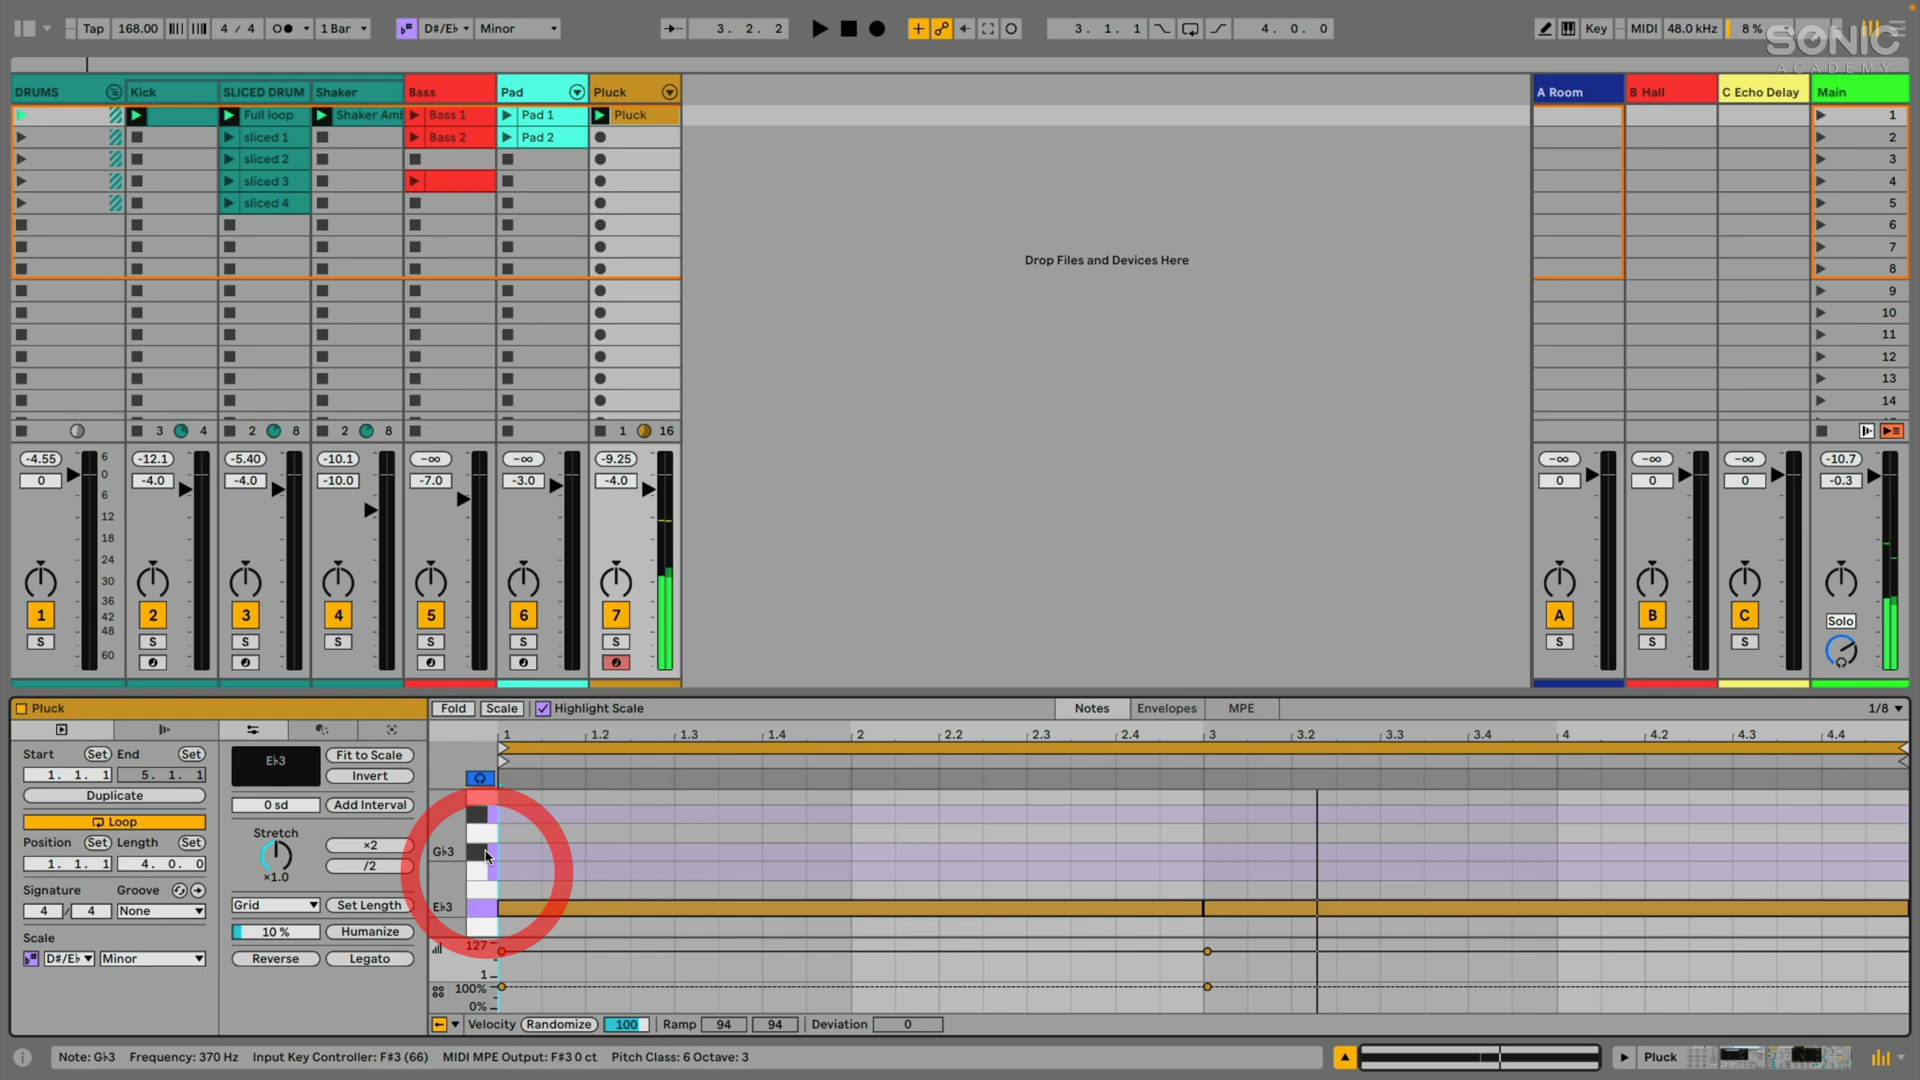 Tap 168.00 4 / 4 1 Bar D#/Eb Minor 3. 2. 2 3. 1. 1 4. 0. 0 Key MIDI 48.0 kHz 8 %
SONIC
ACADEMY
DRUMS Kick SLICED DRUM Shaker Bass Pad Pluck A Room B Hall C Echo Delay Main
Full loop Shaker Aml Bass 1 Pad 1 Pluck 1
sliced 1 Bass 2 Pad 2 2
sliced 2 3
sliced 3 4
sliced 4 5
6
7
Drop Files and Devices Here 8
9
10
11
12
13
14
3 4 2 8 2 8 1 16
-4.55 6 -12.1 -5.40 -10.1 -∞ -∞ -9.25 -∞ -∞ -∞ -10.7
0 0 -4.0 -4.0 -10.0 -7.0 -3.0 -4.0 0 0 0 -0.3
6
12
18
24
30
36
42
48
60
1 2 3 4 5 6 7 A B C Solo
S S S S S S S S S S
Pluck Fold Scale Highlight Scale Notes Envelopes MPE 1/8
1 1.2 1.3 1.4 2 2.2 2.3 2.4 3 3.2 3.3 3.4 4 4.2 4.3 4.4
Start Set End Set E♭3 Fit to Scale
1. 1. 1 5. 1. 1 Invert
Duplicate 0 sd Add Interval
Loop Stretch
Position Set Length Set ×2
1. 1. 1 4. 0. 0 ×1.0 /2
G♭3
Signature Groove
4 / 4 None Grid Set Length E♭3
Scale 10 % Humanize
D#/Eb Minor Reverse Legato
127
1
100%
0%
Velocity Randomize 100 Ramp 94 94 Deviation 0
Note: G♭3 Frequency: 370 Hz Input Key Controller: F#3 (66) MIDI MPE Output: F#3 0 ct Pitch Class: 6 Octave: 3 Pluck